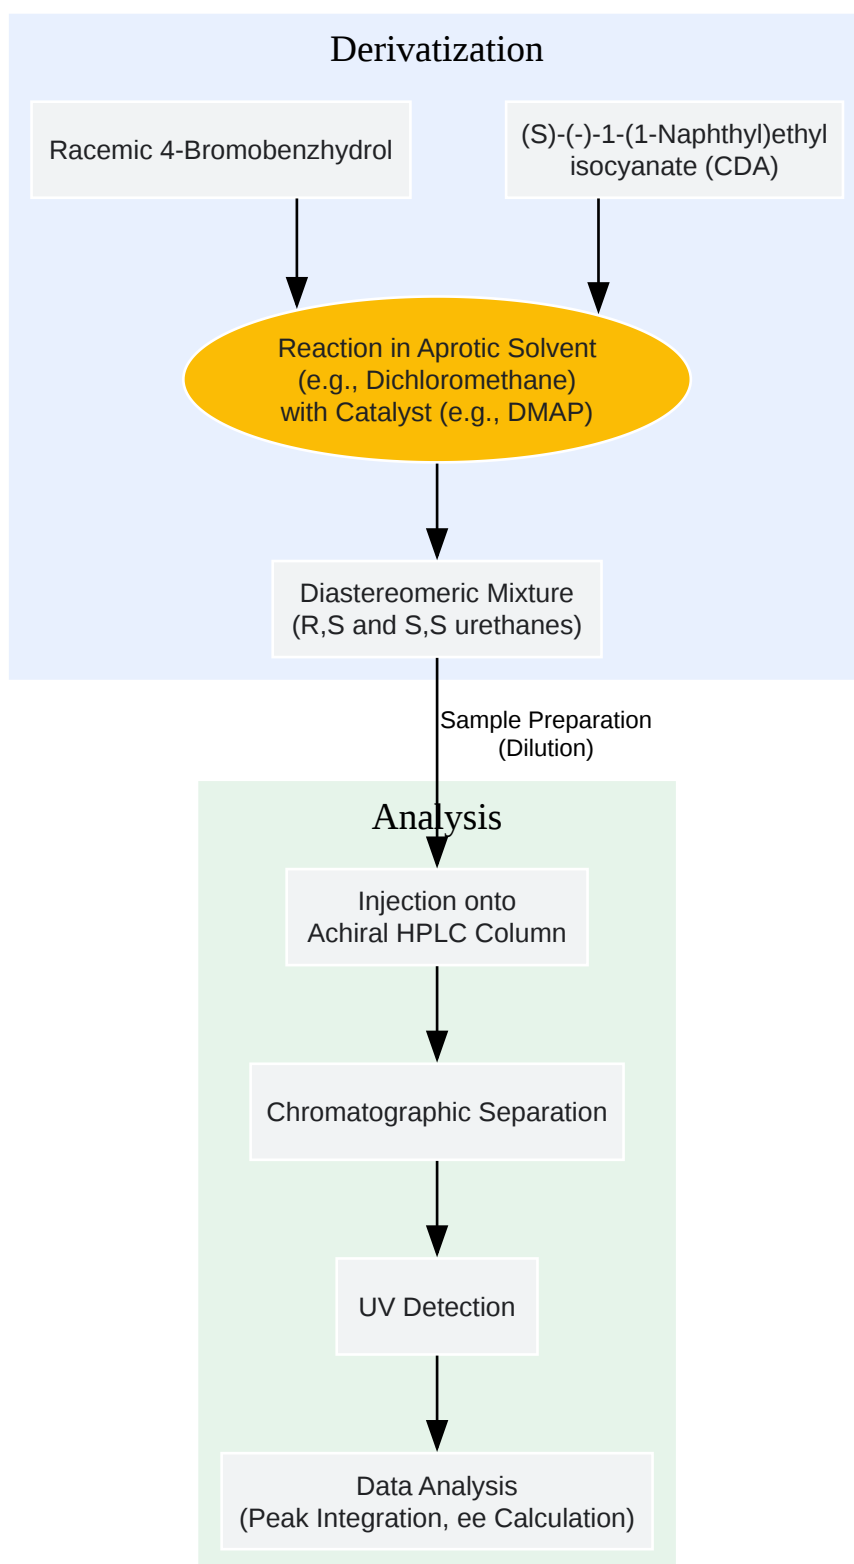 Derivatization
Racemic 4-Bromobenzhydrol
(S)-(-)-1-(1-Naphthyl)ethyl
isocyanate (CDA)
Reaction in Aprotic Solvent
(e.g., Dichloromethane)
with Catalyst (e.g., DMAP)
Diastereomeric Mixture
(R,S and S,S urethanes)
Sample Preparation
(Dilution)
Analysis
Injection onto
Achiral HPLC Column
Chromatographic Separation
UV Detection
Data Analysis
(Peak Integration, ee Calculation)